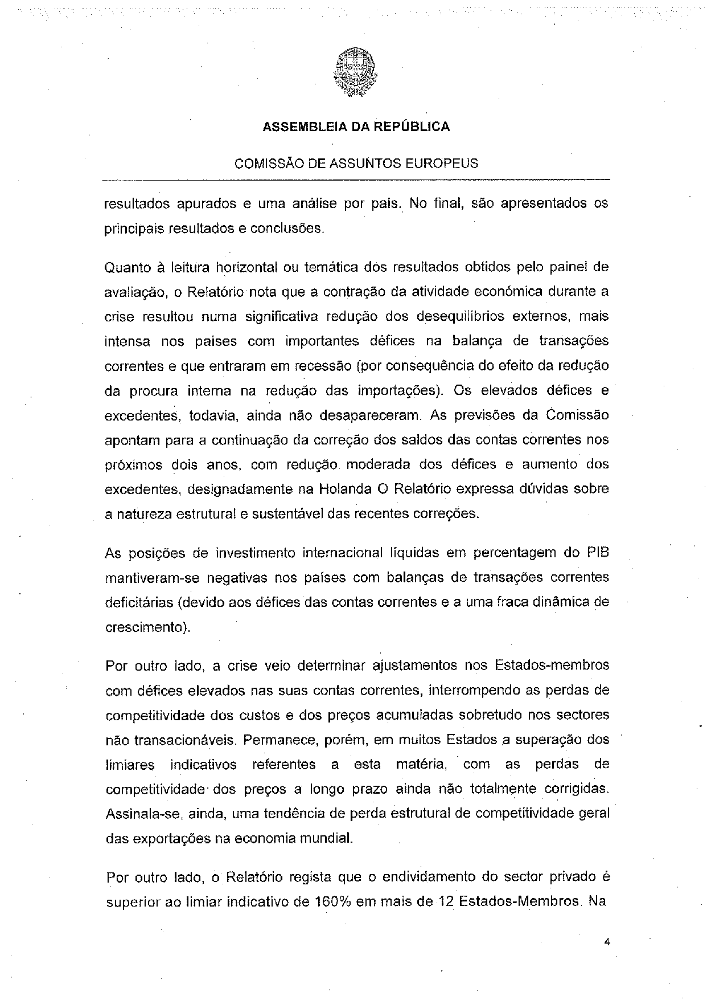 ASSEMBLEIA DA REPÚBLICA
COMISSÃO DE ASSUNTOS EUROPEUS
resultados apurados e uma análise por país. No final, são apresentados os
principais resultados e conclusões.
Quanto à leitura horizontal ou temática dos resultados obtidos pelo painel de
avaliação, o Relatório nota que a contração da atividade económica durante a
crise resultou numa significativa redução dos desequilíbrios externos, mais
intensa nos países com importantes défices na balança de transações
correntes e que entraram em recessão (por consequência do efeito da redução
da procura interna na redução das importações). Os elevados défices e
excedentes, todavia, ainda não desapareceram. As previsões da Comissão
apontam para a continuação da correção dos saldos das contas correntes nos
próximos dois anos, com redução moderada dos défices e aumento dos
excedentes, designadamente na Holanda O Relatório expressa dúvidas sobre
a natureza estrutural e sustentável das recentes correções.
As posições de investimento internacional líquidas em percentagem do PIB
mantiveram-se negativas nos países com balanças de transações correntes
deficitárias (devido aos défices das contas correntes e a uma fraca dinâmica de
crescimento).
Por outro lado, a crise veio determinar ajustamentos nos Estados-membros
com défices elevados nas suas contas correntes, interrompendo as perdas de
competitividade dos custos e dos preços acumuladas sobretudo nos sectores
não transacionáveis. Permanece, porém, em muitos Estados a superação dos
limiares indicativos referentes a esta matéria, com as perdas de
competitividade dos preços a longo prazo ainda não totalmente corrigidas.
Assinala-se, ainda, uma tendência de perda estrutural de competitividade geral
das exportações na economia mundial.
Por outro lado, o Relatório regista que o endividamento do sector privado é
superior ao limiar indicativo de 160% em mais de 12 Estados-Membros. Na
4